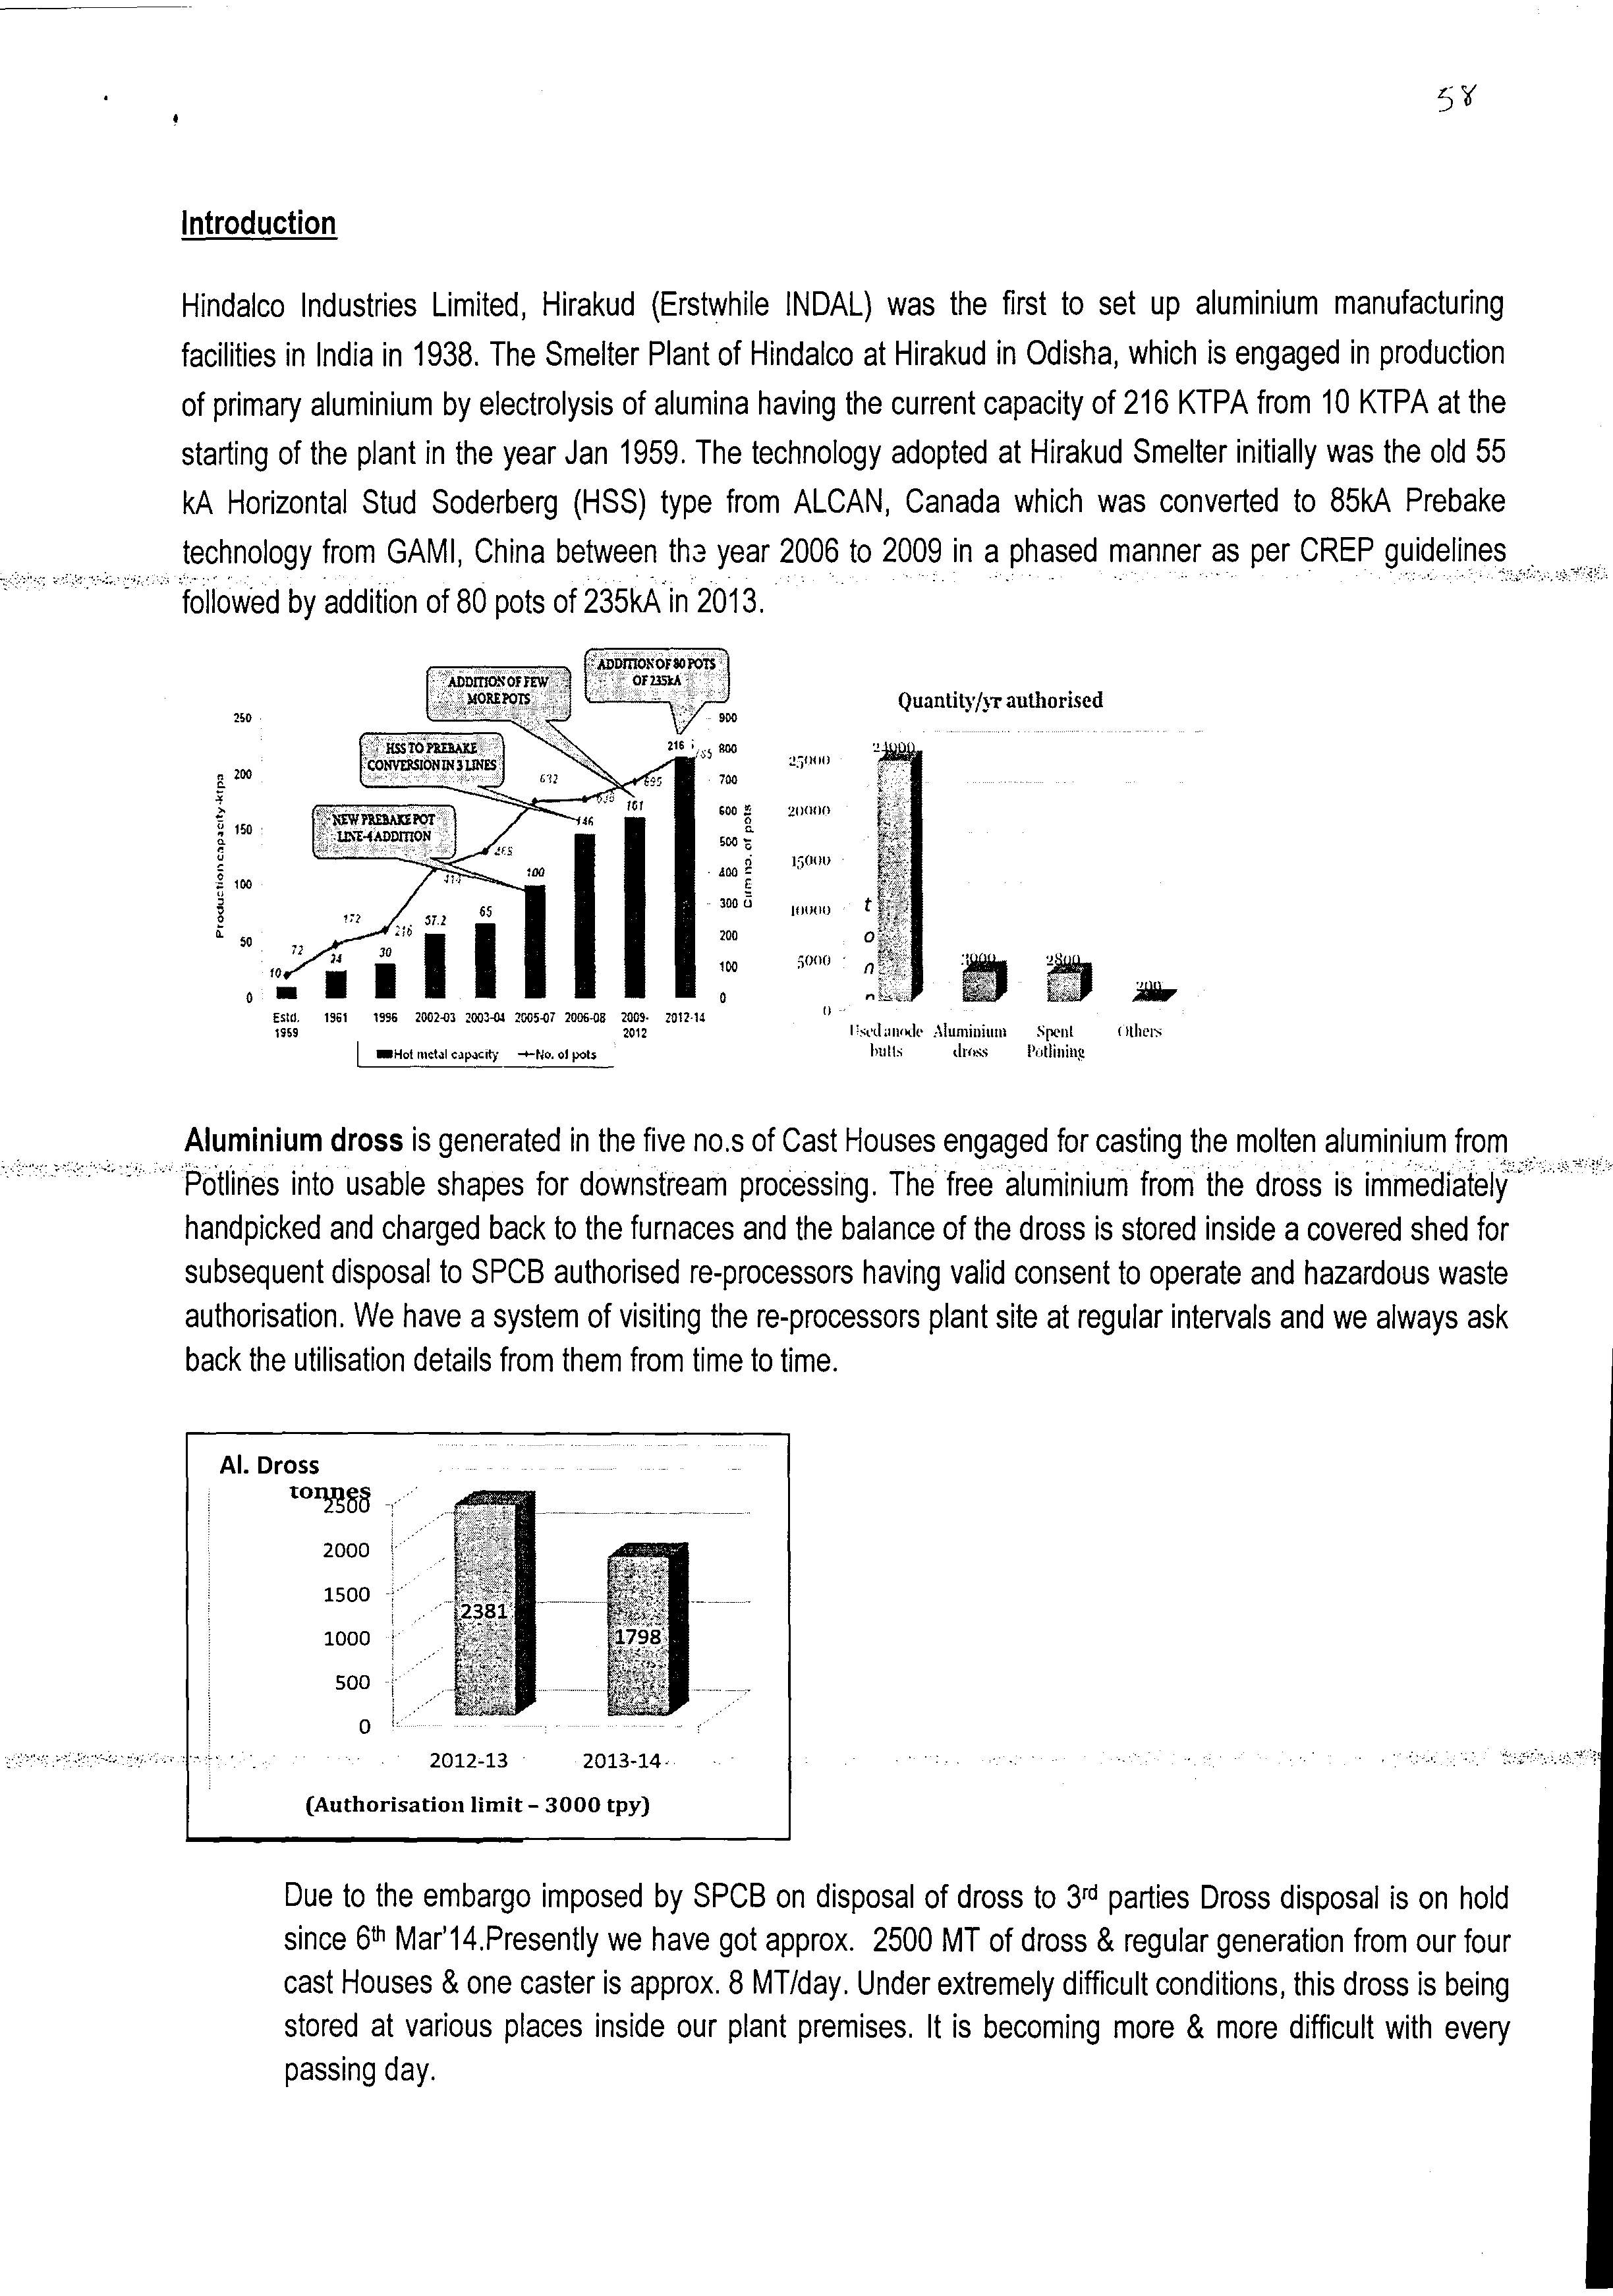 58
Introduction
Hindalco Industries Limited, Hirakud (Erstwhile INDAL) was the first to set up aluminium manufacturing
facilities in India in 1938. The Smelter Plant of Hindalco at Hirakud in Odisha, which is engaged in production
of primary aluminium by electrolysis of alumina having the current capacity of 216 KTPA from 10 KTPA at the
starting of the plant in the year Jan 1959. The technology adopted at Hirakud Smelter initially was the old 55
kA Horizontal Stud Soderberg (HSS) type from ALCAN, Canada which was converted to 85kA Prebake
technology from GAMI, China between the year 2006 to 2009 in a phased manner as per CREP guidelines
followed by addition of 80 pots of 235kA in 2013.
ADDITION OF 80 POTS
OF 235kA
ADDITION OF FEW
MORE POTS
HSS TO PREBAKE
CONVERSION IN 3 LINES
NEW PREBAKE POT
LINE-4 ADDITION
Production capacity-ktpa
250
200
150
100
50
0
10 24 30 57.2 65 100 146 161 216
72 172 216 414 468 632 636 695 785
900
800
700
600
500
400
300
200
100
0
Cum no. of pots
Estd. 1961 1996 2002-03 2003-04 2005-07 2006-08 2009- 2012-14
1959 2012
Hot metal capacity No. of pots
Quantity/yr authorised
25000
20000
15000
10000
5000
0
t
o
n
n
24000 3000 2800 200
Used anode Aluminium Spent Others
butts dross Potlining
Aluminium dross is generated in the five no.s of Cast Houses engaged for casting the molten aluminium from
Potlines into usable shapes for downstream processing. The free aluminium from the dross is immediately
handpicked and charged back to the furnaces and the balance of the dross is stored inside a covered shed for
subsequent disposal to SPCB authorised re-processors having valid consent to operate and hazardous waste
authorisation. We have a system of visiting the re-processors plant site at regular intervals and we always ask
back the utilisation details from them from time to time.
Al. Dross
tonnes
2500
2000
1500
1000
500
0
2381
1798
2012-13 2013-14
(Authorisation limit – 3000 tpy)
Due to the embargo imposed by SPCB on disposal of dross to 3rd parties Dross disposal is on hold
since 6th Mar'14.Presently we have got approx. 2500 MT of dross & regular generation from our four
cast Houses & one caster is approx. 8 MT/day. Under extremely difficult conditions, this dross is being
stored at various places inside our plant premises. It is becoming more & more difficult with every
passing day.